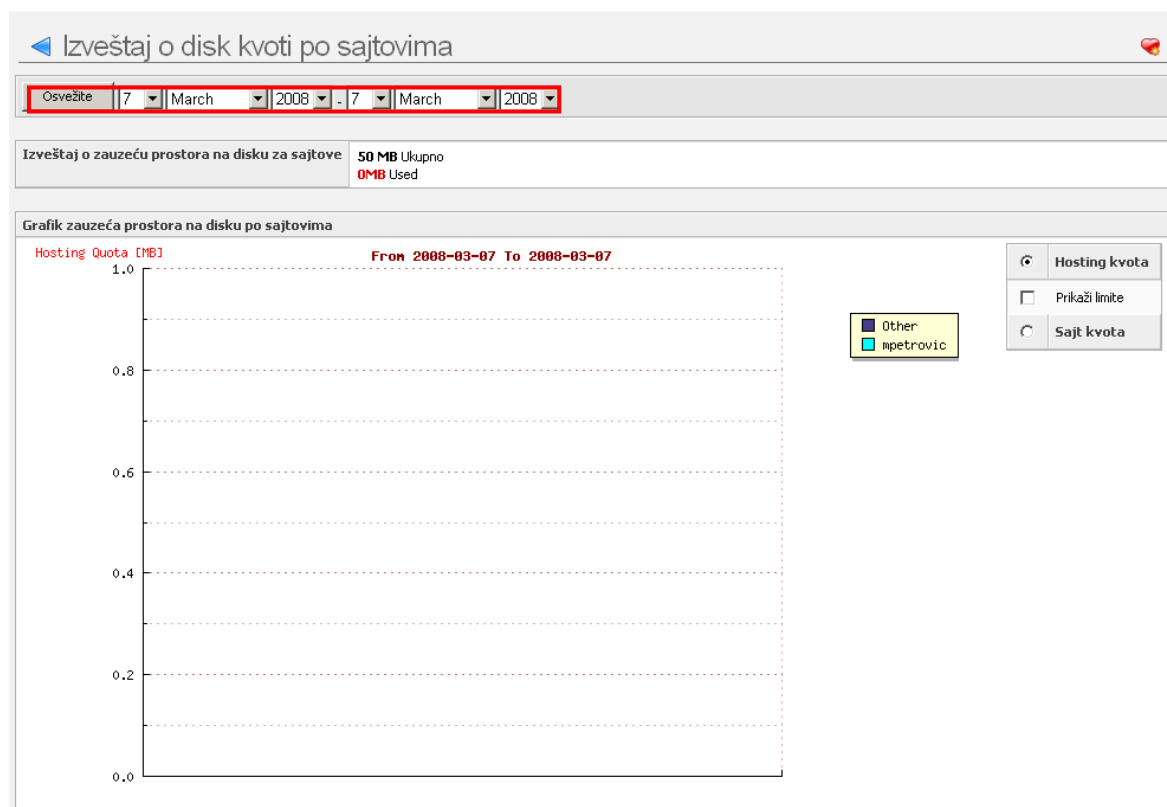 Izveštaj o disk kvoti po sajtovima
Osvežite 7 March 2008 - 7 March 2008
Izveštaj o zauzeću prostora na disku za sajtove
50 MB Ukupno
0MB Used
Grafik zauzeća prostora na disku po sajtovima
Hosting Quota [MB]
From 2008-03-07 To 2008-03-07
1.0
0.8
0.6
0.4
0.2
0.0
Other
mpetrovic
Hosting kvota
Prikaži limite
Sajt kvota